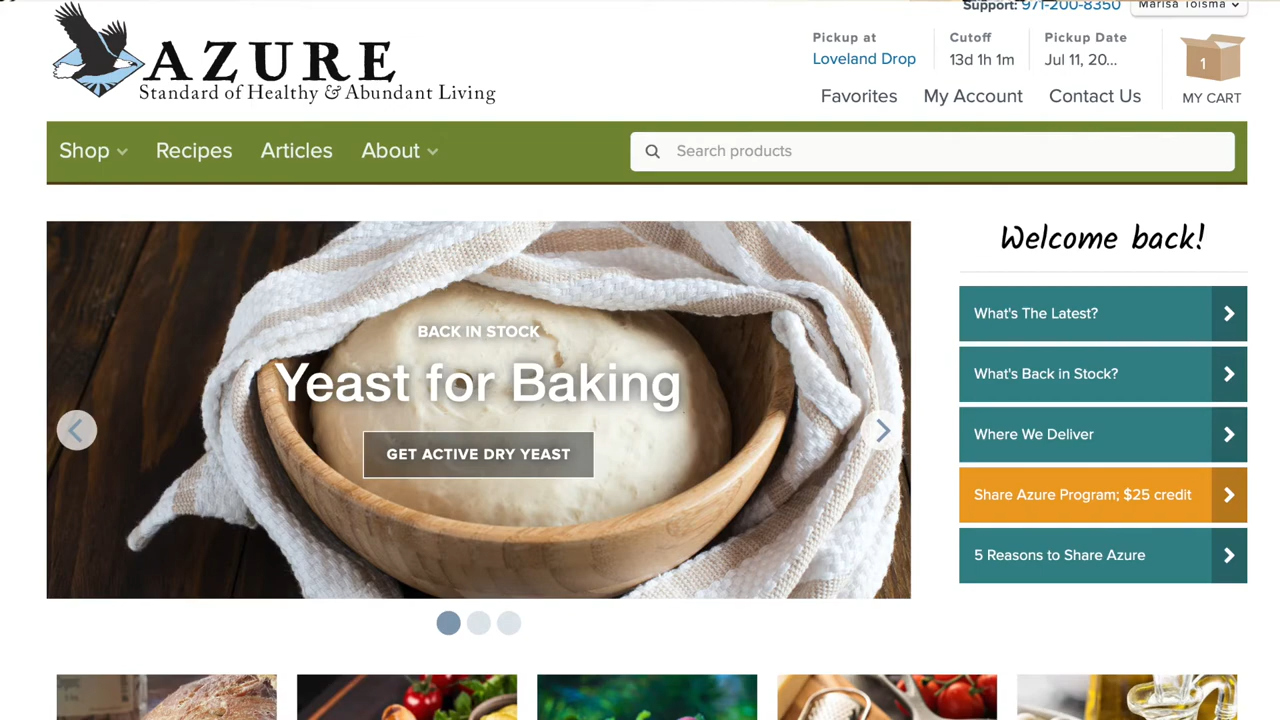 Support: 971-200-8350
Marisa Tolsma
AZURE
Standard of Healthy & Abundant Living
Pickup at
Loveland Drop
Cutoff
13d 1h 1m
Pickup Date
Jul 11, 20...
1
MY CART
Favorites
My Account
Contact Us
Shop
Recipes
Articles
About
Search products
BACK IN STOCK
Yeast for Baking
GET ACTIVE DRY YEAST
Welcome back!
What's The Latest?
What's Back in Stock?
Where We Deliver
Share Azure Program; $25 credit
5 Reasons to Share Azure